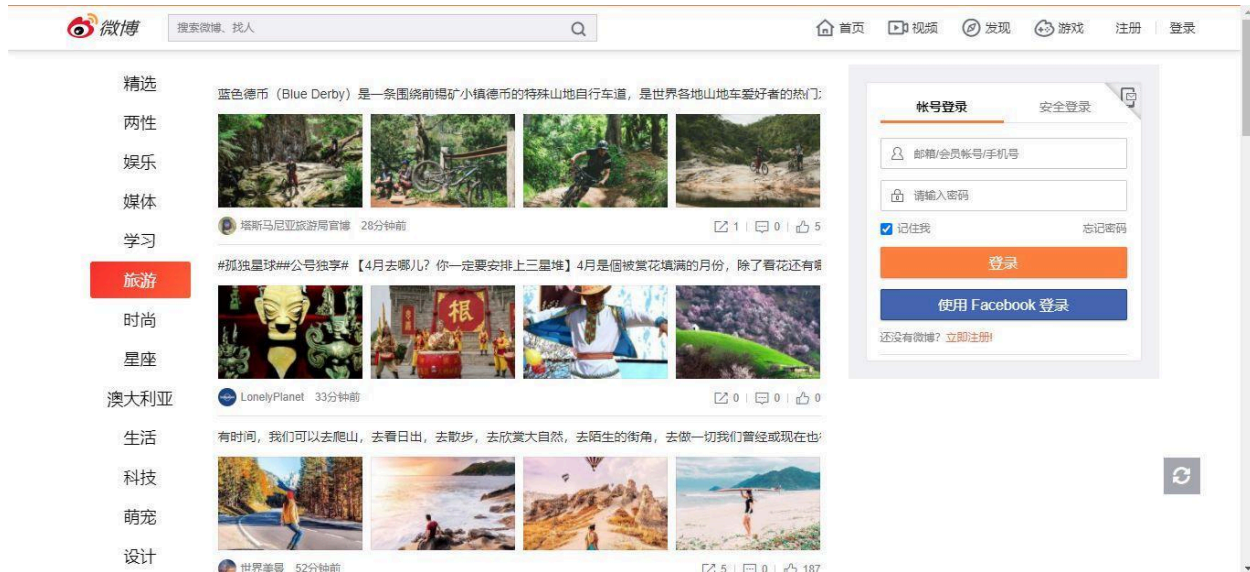 微博
搜索微博、找人
首页
视频
发现
游戏
注册
登录
精选
两性
娱乐
媒体
学习
旅游
时尚
星座
澳大利亚
生活
科技
萌宠
设计
蓝色德币（Blue Derby）是一条围绕前锡矿小镇德币的特殊山地自行车道，是世界各地山地车爱好者的热门
塔斯马尼亚旅游局官博 28分钟前
1 0 5
#孤独星球##公号独享# 【4月去哪儿？你一定要安排上三星堆】4月是個被赏花填满的月份，除了看花还有
根
LonelyPlanet 33分钟前
0 0 0
有时间，我们可以去爬山，去看日出，去散步，去欣赏大自然，去陌生的街角，去做一切我们曾经或现在也
世界美景 52分钟前
5 0 187
帐号登录
安全登录
邮箱/会员帐号/手机号
请输入密码
记住我
忘记密码
登录
使用 Facebook 登录
还没有微博？立即注册!